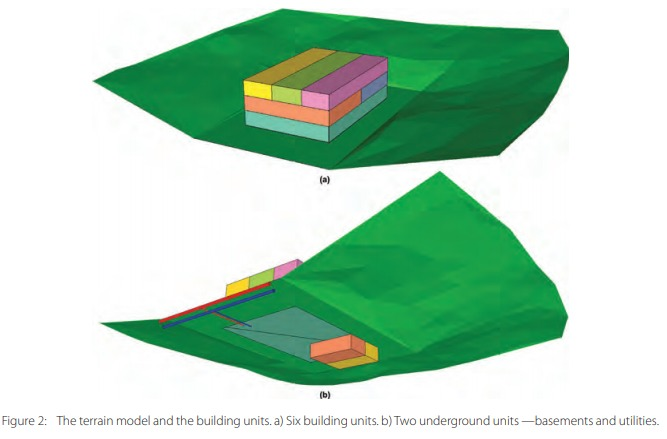 (a)
(b)
Figure 2: The terrain model and the building units. a) Six building units. b) Two underground units —basements and utilities.